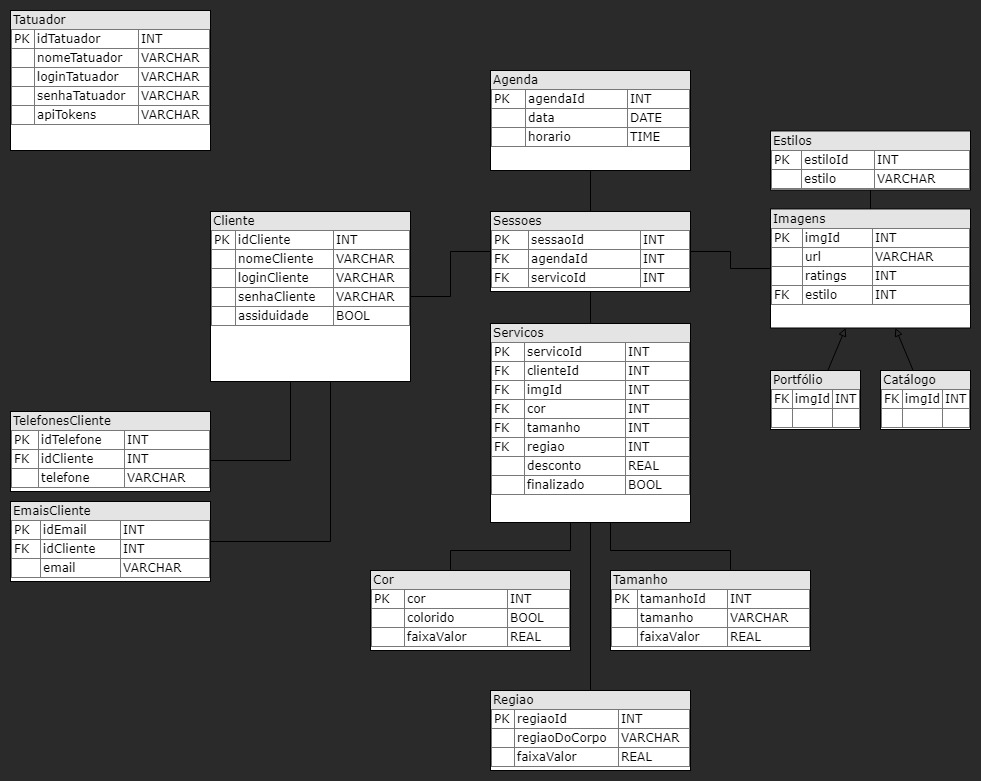 Tatuador
PK idTatuador INT
nomeTatuador VARCHAR
loginTatuador VARCHAR
senhaTatuador VARCHAR
apiTokens VARCHAR
Agenda
PK agendaId INT
data DATE
horario TIME
Estilos
PK estiloId INT
estilo VARCHAR
Cliente
PK idCliente INT
nomeCliente VARCHAR
loginCliente VARCHAR
senhaCliente VARCHAR
assiduidade BOOL
Sessoes
PK sessaoId INT
FK agendaId INT
FK servicoId INT
Imagens
PK imgId INT
url VARCHAR
ratings INT
FK estilo INT
Servicos
PK servicoId INT
FK clienteId INT
FK imgId INT
FK cor INT
FK tamanho INT
FK regiao INT
desconto REAL
finalizado BOOL
Portfólio
FK imgId INT
Catálogo
FK imgId INT
TelefonesCliente
PK idTelefone INT
FK idCliente INT
telefone VARCHAR
EmaisCliente
PK idEmail INT
FK idCliente INT
email VARCHAR
Cor
PK cor INT
colorido BOOL
faixaValor REAL
Tamanho
PK tamanhoId INT
tamanho VARCHAR
faixaValor REAL
Regiao
PK regiaoId INT
regiaoDoCorpo VARCHAR
faixaValor REAL